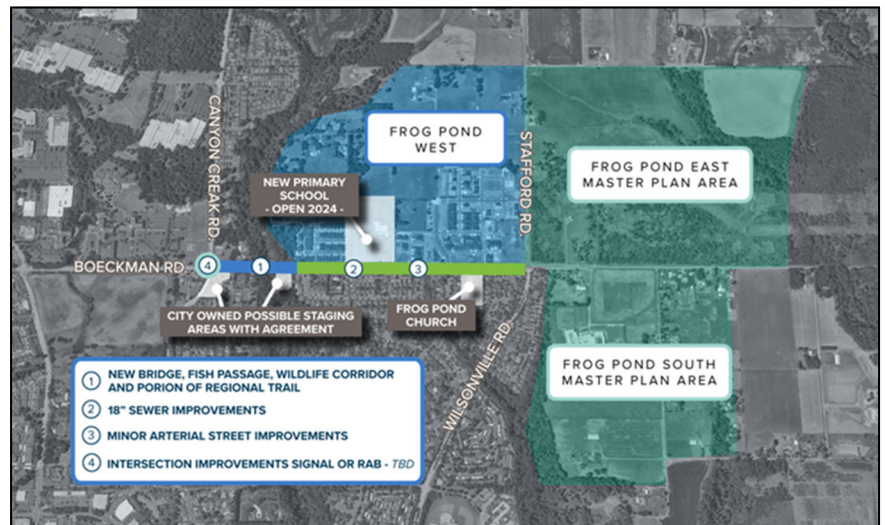 CANYON CREAK RD.
FROG POND
WEST
STAFFORD RD.
FROG POND EAST
MASTER PLAN AREA
NEW PRIMARY
SCHOOL
- OPEN 2024 -
BOECKMAN RD.
4
1
2
3
CITY OWNED POSSIBLE STAGING
AREAS WITH AGREEMENT
FROG POND
CHURCH
WILSONVILLE RD.
FROG POND SOUTH
MASTER PLAN AREA
1 NEW BRIDGE, FISH PASSAGE, WILDLIFE CORRIDOR
AND PORION OF REGIONAL TRAIL
2 18" SEWER IMPROVEMENTS
3 MINOR ARTERIAL STREET IMPROVEMENTS
4 INTERSECTION IMPROVEMENTS SIGNAL OR RAB - TBD